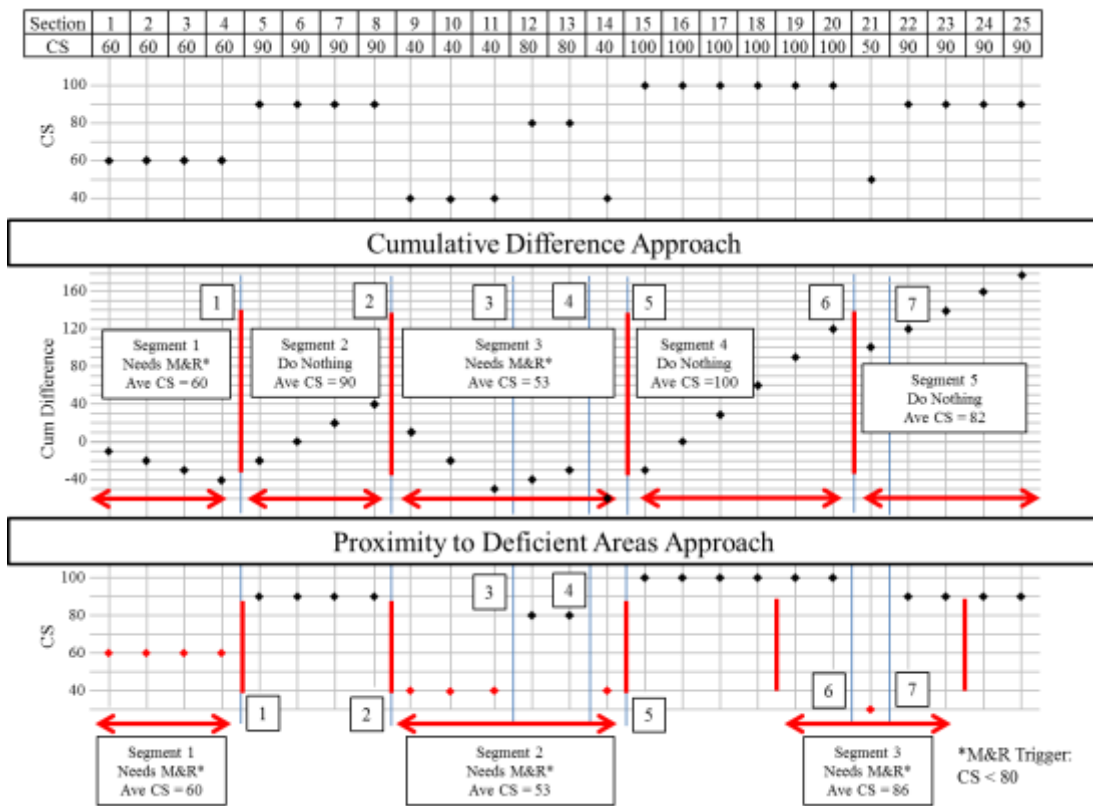 Section 1 2 3 4 5 6 7 8 9 10 11 12 13 14 15 16 17 18 19 20 21 22 23 24 25
CS 60 60 60 60 90 90 90 90 40 40 40 80 80 40 100 100 100 100 100 100 50 90 90 90 90
100
80
60
40
CS
Cumulative Difference Approach
160
120
80
40
0
-40
Cum Difference
1
2
3
4
5
6
7
Segment 1
Needs M&R*
Ave CS = 60
Segment 2
Do Nothing
Ave CS = 90
Segment 3
Needs M&R*
Ave CS = 53
Segment 4
Do Nothing
Ave CS =100
Segment 5
Do Nothing
Ave CS = 82
Proximity to Deficient Areas Approach
100
80
60
40
CS
3
4
1
2
5
6
7
Segment 1
Needs M&R*
Ave CS = 60
Segment 2
Needs M&R*
Ave CS = 53
Segment 3
Needs M&R*
Ave CS = 86
*M&R Trigger:
CS < 80